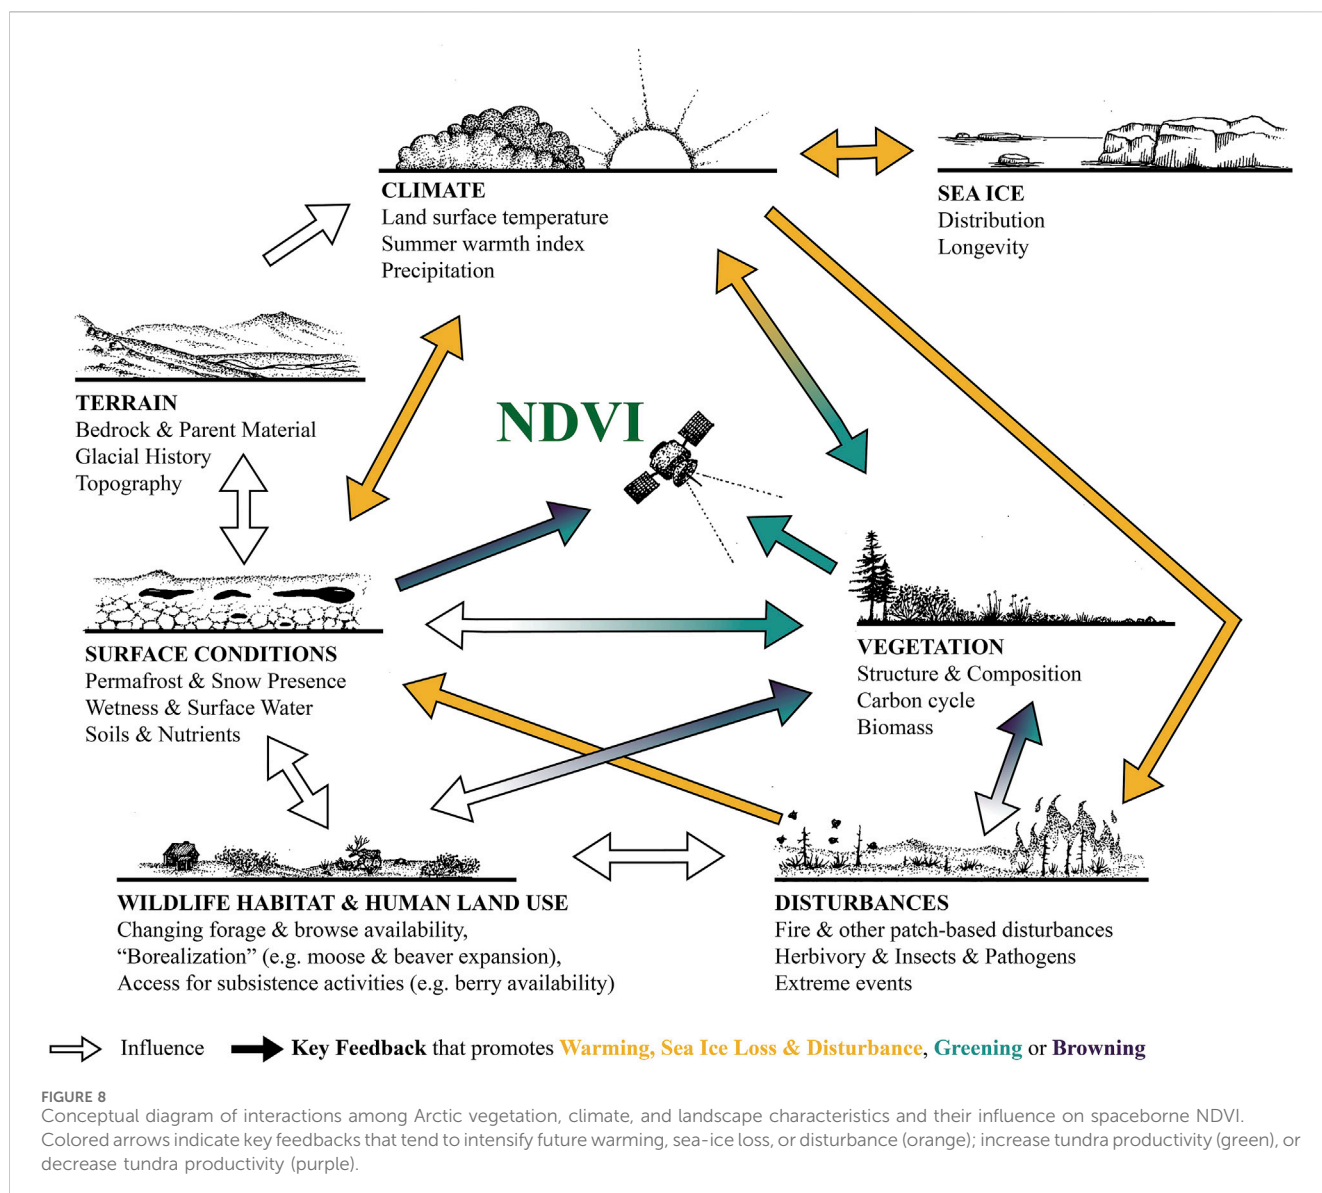 CLIMATE
Land surface temperature
Summer warmth index
Precipitation
SEA ICE
Distribution
Longevity
TERRAIN
Bedrock & Parent Material
Glacial History
Topography
NDVI
SURFACE CONDITIONS
Permafrost & Snow Presence
Wetness & Surface Water
Soils & Nutrients
VEGETATION
Structure & Composition
Carbon cycle
Biomass
WILDLIFE HABITAT & HUMAN LAND USE
Changing forage & browse availability,
“Borealization” (e.g. moose & beaver expansion),
Access for subsistence activities (e.g. berry availability)
DISTURBANCES
Fire & other patch-based disturbances
Herbivory & Insects & Pathogens
Extreme events
Influence
Key Feedback that promotes Warming, Sea Ice Loss & Disturbance, Greening or Browning
FIGURE 8
Conceptual diagram of interactions among Arctic vegetation, climate, and landscape characteristics and their influence on spaceborne NDVI.
Colored arrows indicate key feedbacks that tend to intensify future warming, sea-ice loss, or disturbance (orange); increase tundra productivity (green), or
decrease tundra productivity (purple).